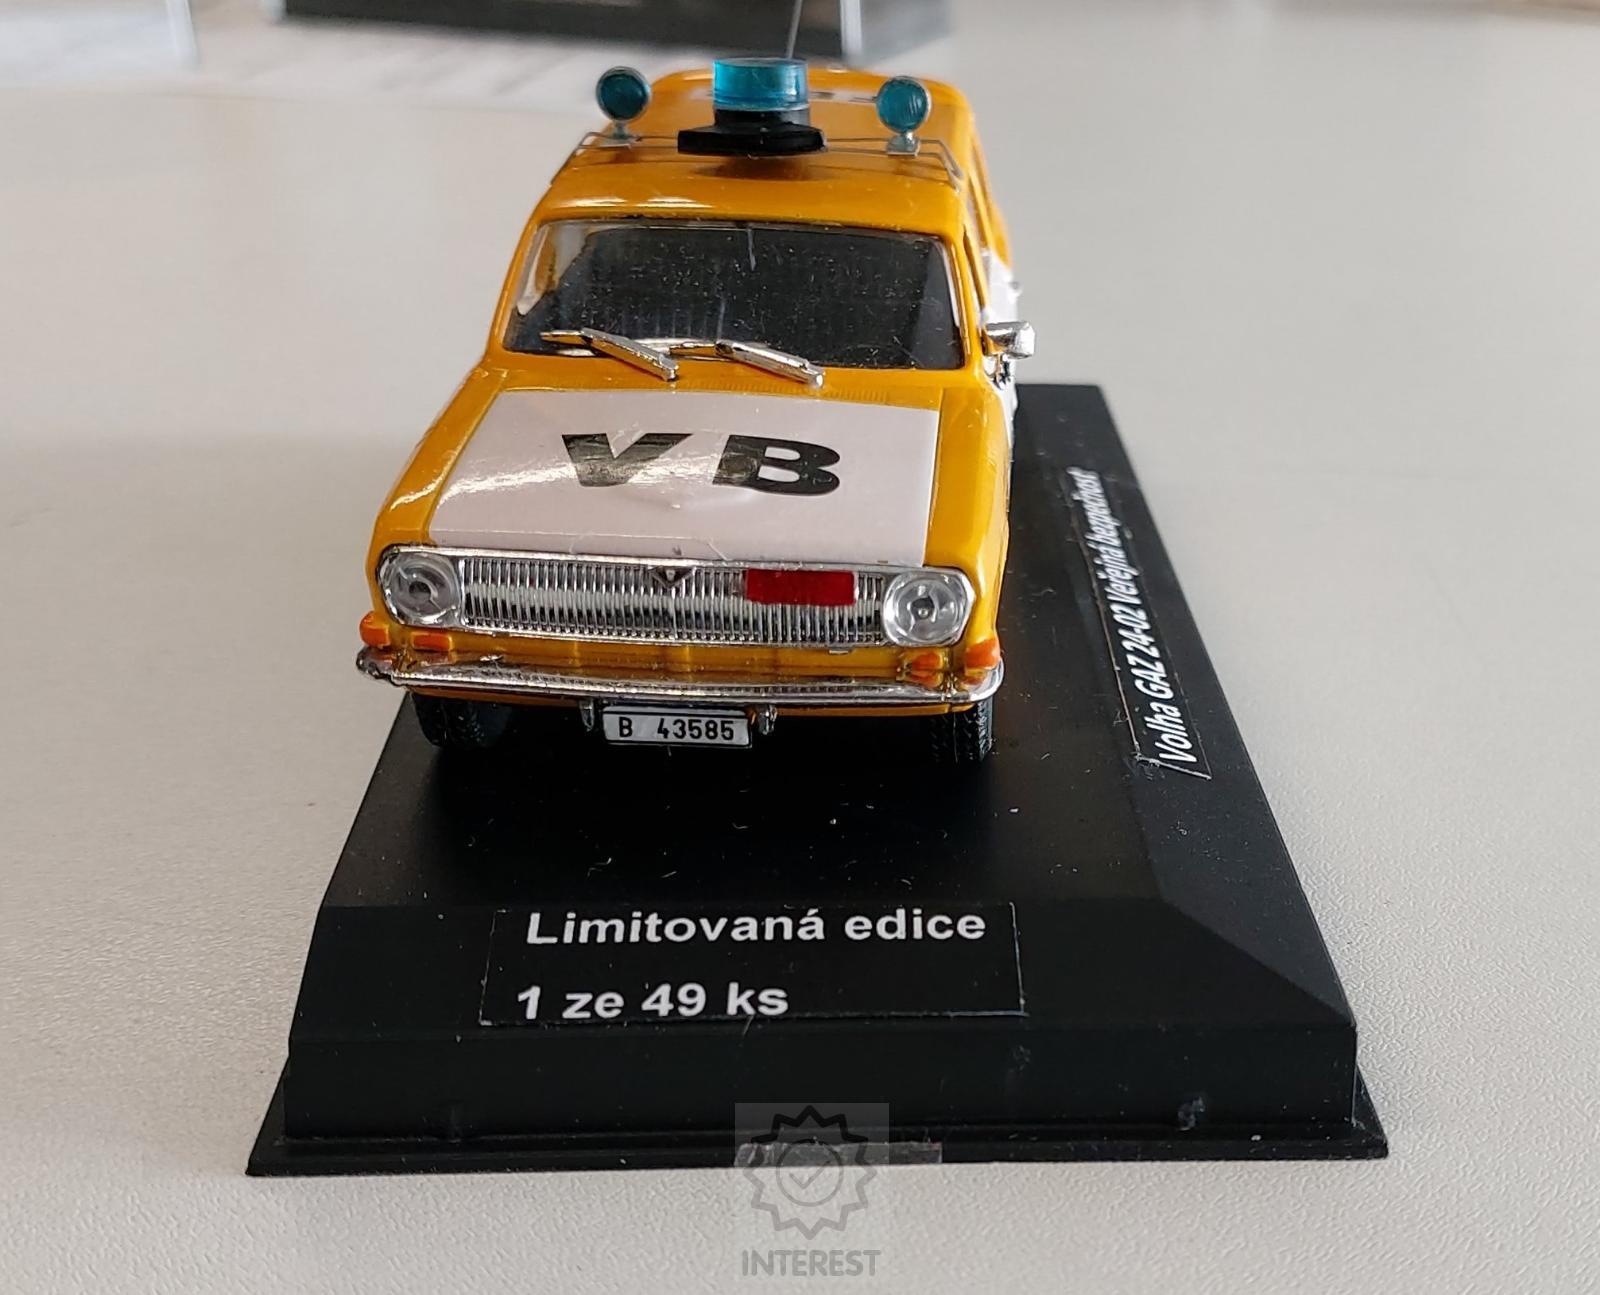 VB
B 43585
Volha GAZ 24-02 Veřejná bezpečnost
Limitovaná edice
1 ze 49 ks
INTEREST